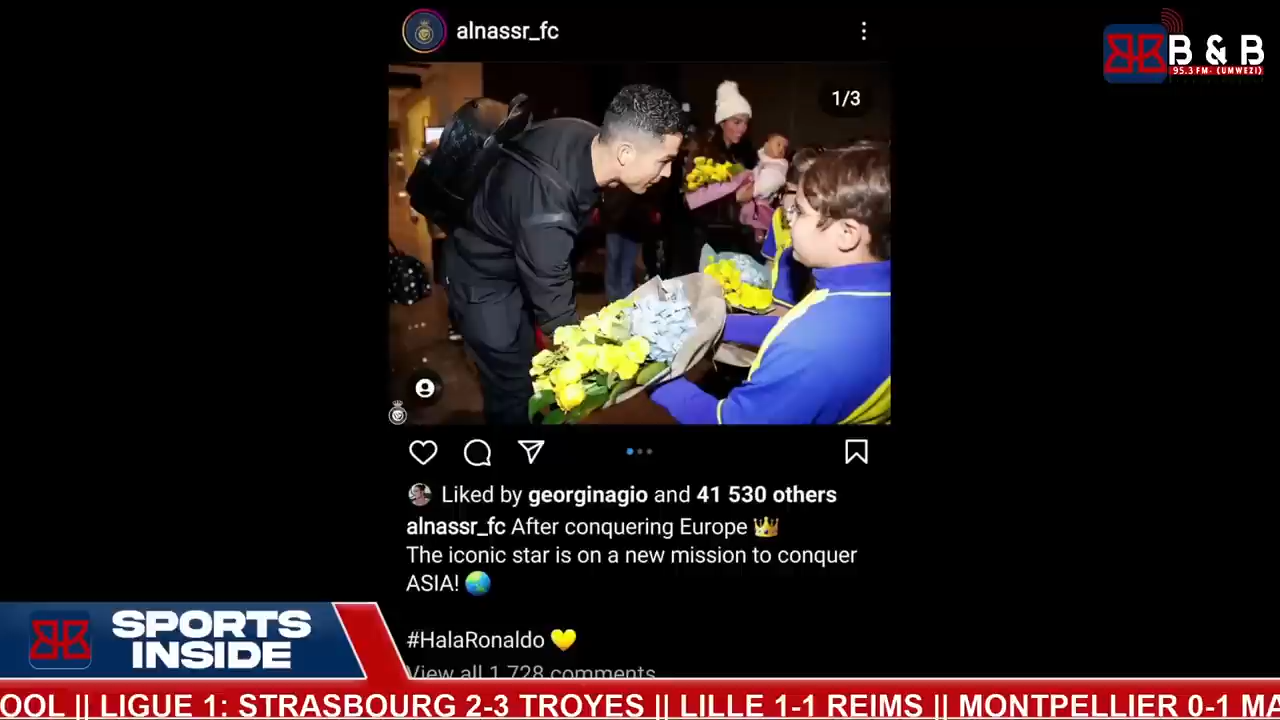 alnassr_fc
1/3
B & B
95.3 FM- (UMWEZI)
Liked by georginagio and 41 530 others
alnassr_fc After conquering Europe 👑
The iconic star is on a new mission to conquer
ASIA! 🌏
#HalaRonaldo 💛
View all 1 728 comments
SPORTS
INSIDE
OOL || LIGUE 1: STRASBOURG 2-3 TROYES || LILLE 1-1 REIMS || MONTPELLIER 0-1 MA